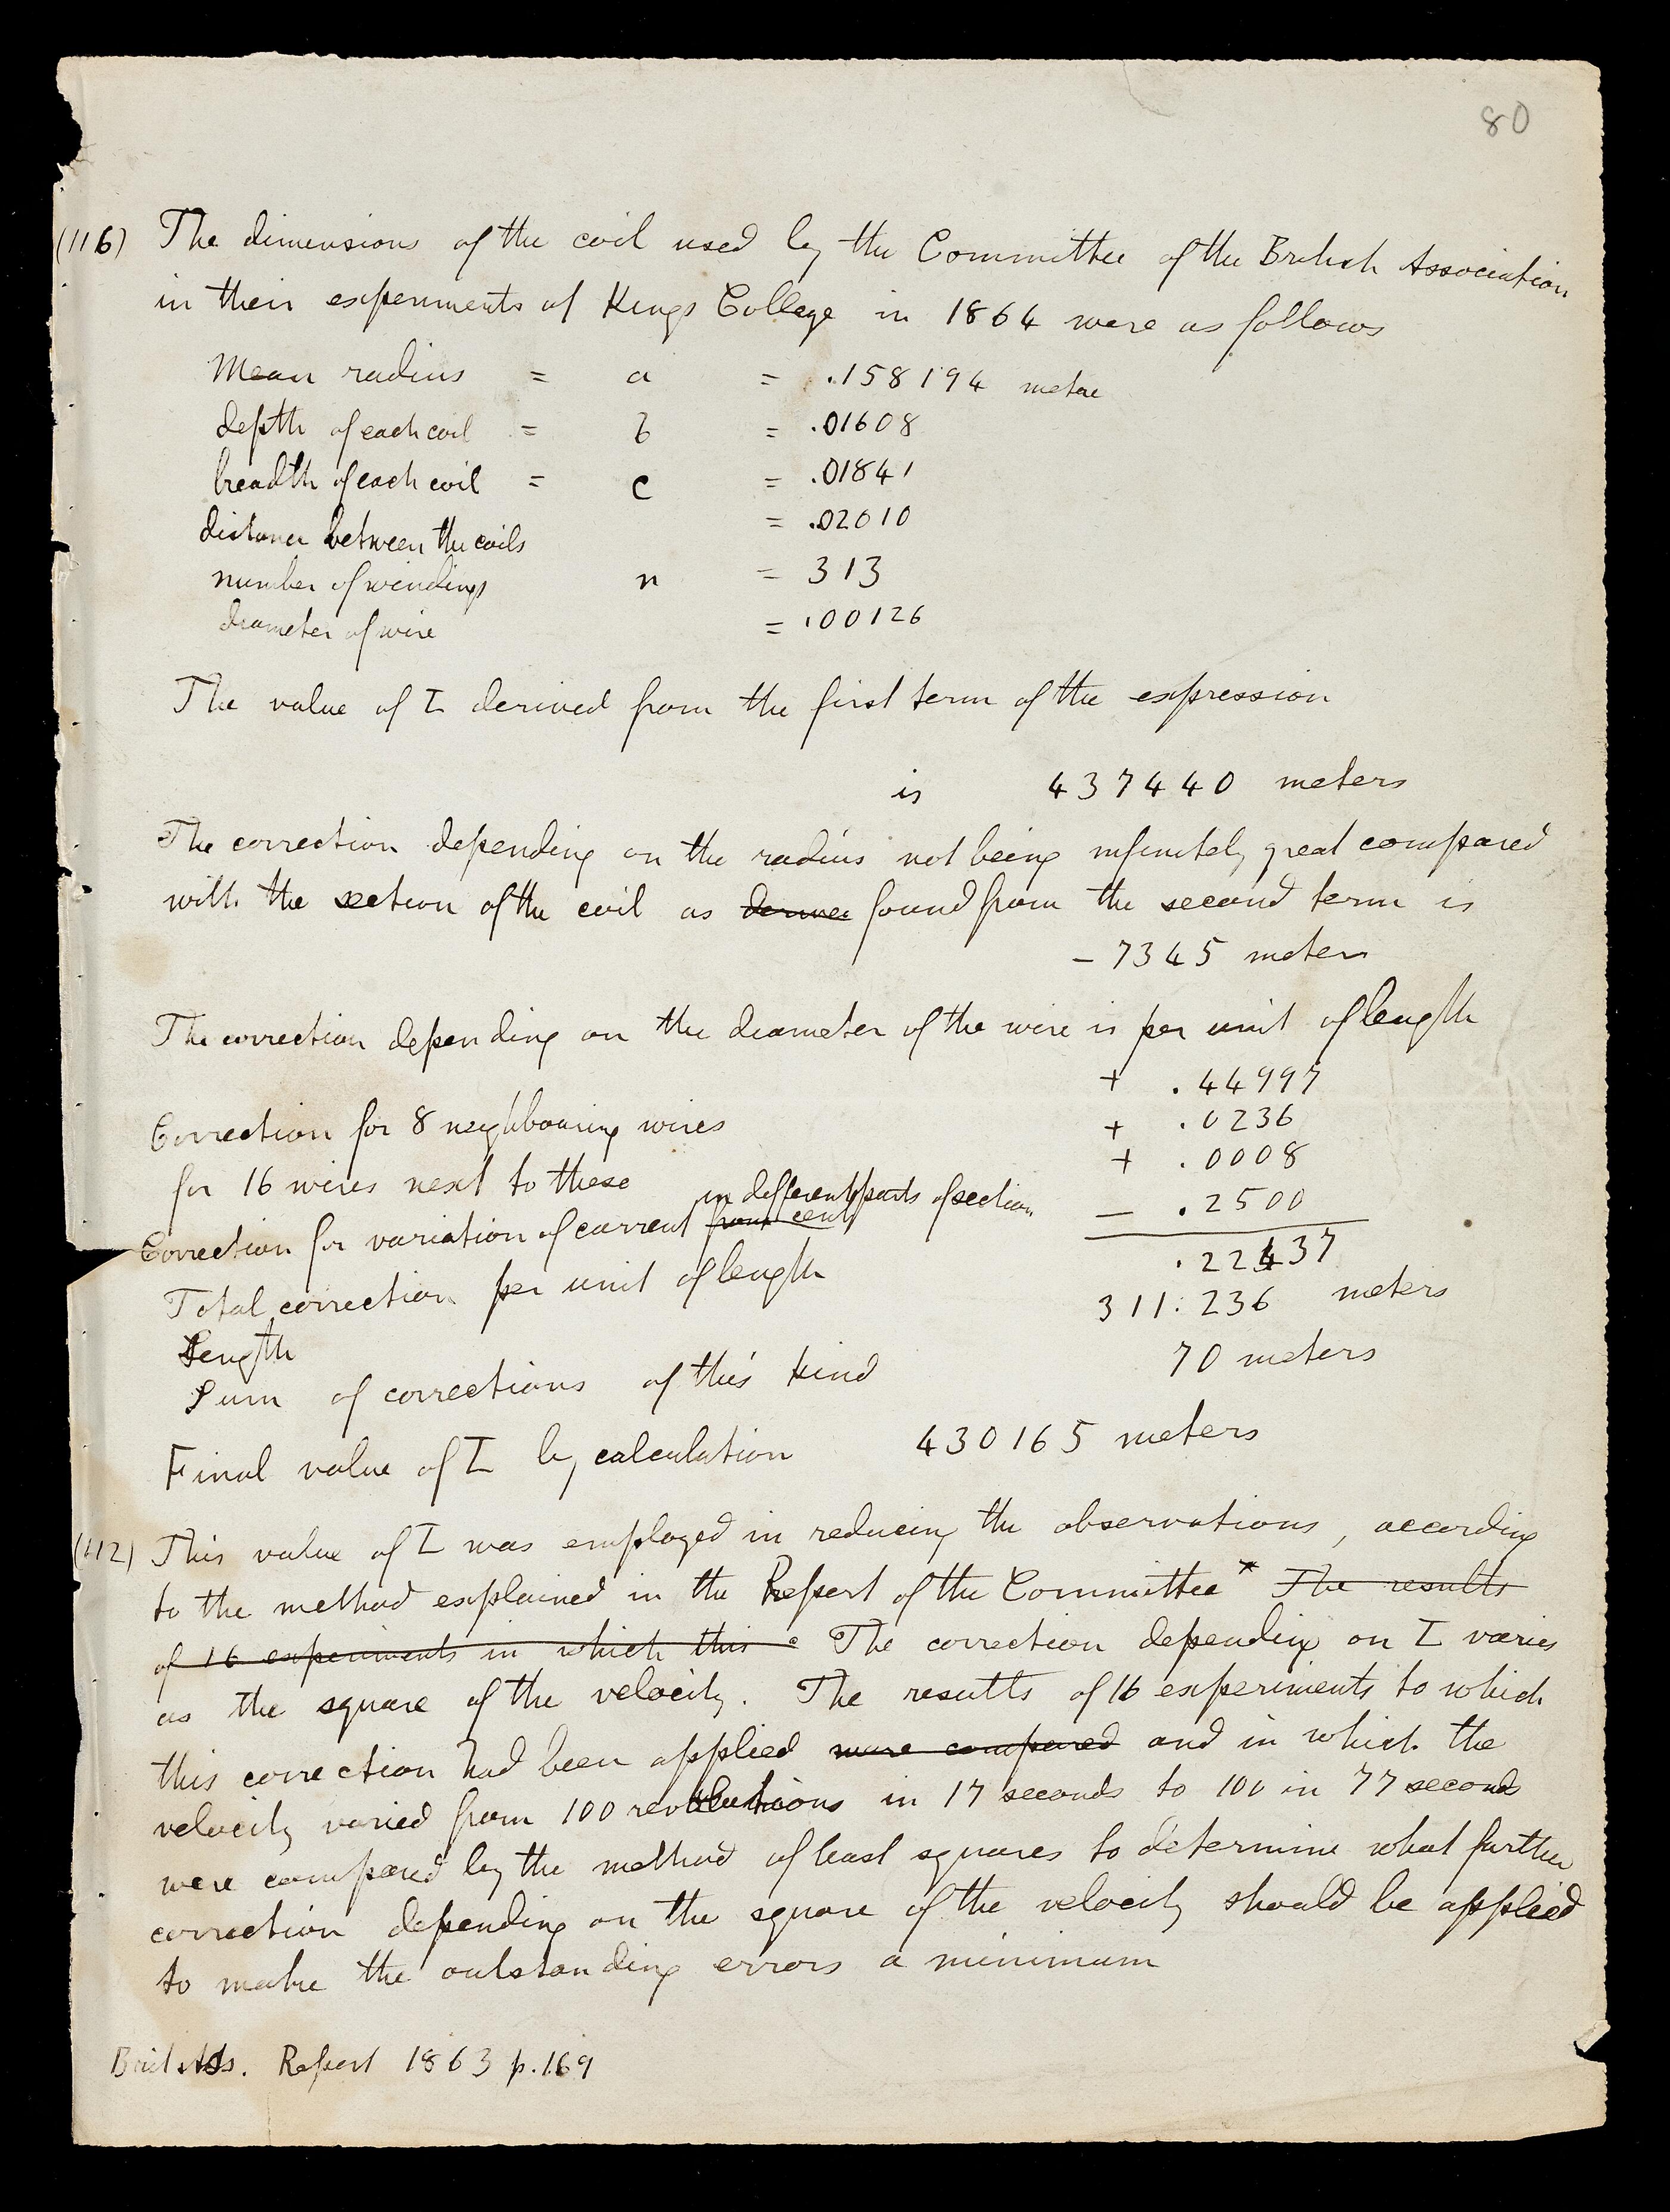 80
(116) The dimensions of the coil used by the Committee of the British Association
in their experiments at Kings College in 1864 were as follows
Mean radius = a = .158194 metre
depth of each coil = b = .01608
breadth of each coil = c = .01841
distance between the coils = .02010
number of windings n = 313
diameter of wire = .00126
The value of L derived from the first term of the expression
is 437440 meters
The correction depending on the radius not being infinitely great compared
with the section of the coil as found from the second term is
– 7345 meters
The correction depending on the diameter of the wire is per unit of length
+ .44997
Correction for 8 neighbouring wires + .0236
for 16 wires next to these + .0008
in different parts of section
Correction for variation of current from cent – .2500
Total correction per unit of length .22437
Length 311.236 meters
Sum of corrections of this kind 70 meters
Final value of L by calculation 430165 meters
(112) This value of L was employed in reducing the observations, according
to the method explained in the Report of the Committee* The results
of 16 experiments in which this The correction depending on L varies
as the square of the velocity. The results of 16 experiments to which
this correction had been applied were compared and in which the
velocity varied from 100 revolutions in 17 seconds to 100 in 77 seconds
were compared by the method of least squares to determine what further
correction depending on the square of the velocity should be applied
to make the outstanding errors a minimum
Brit Ass. Report 1863 p.169